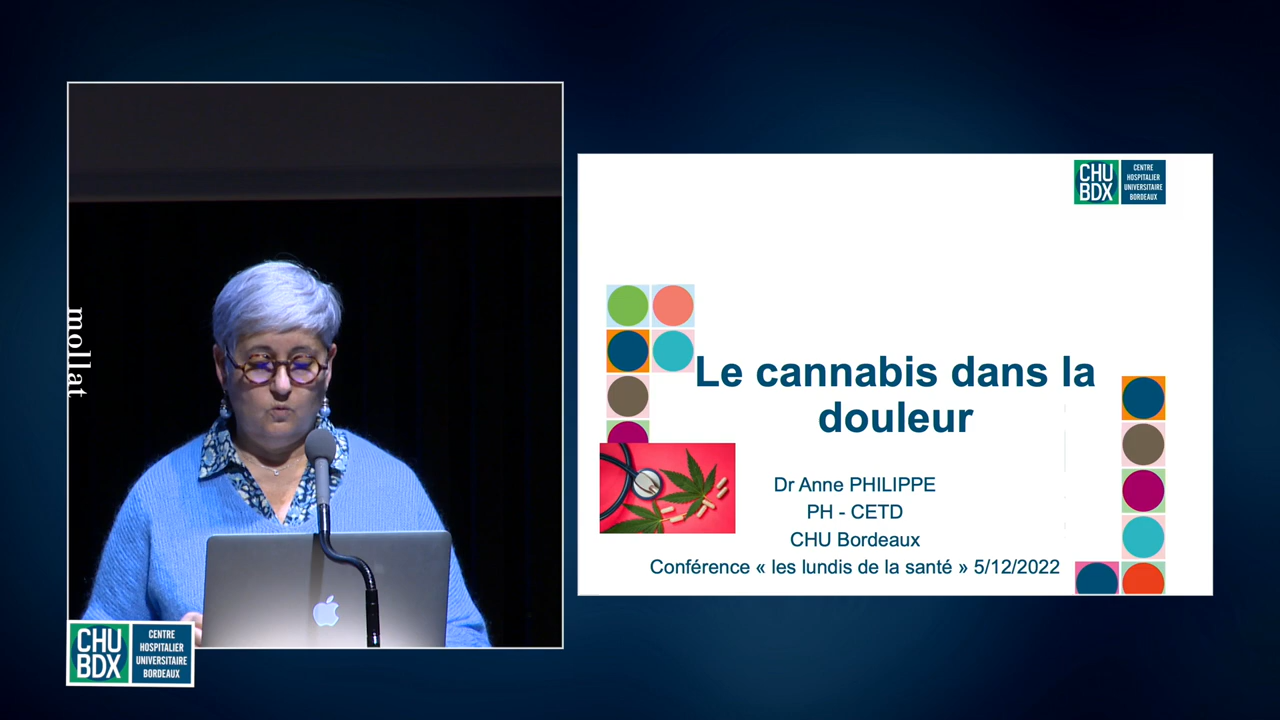 mollat
CHU
BDX
CENTRE
HOSPITALIER
UNIVERSITAIRE
BORDEAUX
CHU
BDX
CENTRE
HOSPITALIER
UNIVERSITAIRE
BORDEAUX
Le cannabis dans la
douleur
Dr Anne PHILIPPE
PH - CETD
CHU Bordeaux
Conférence « les lundis de la santé » 5/12/2022